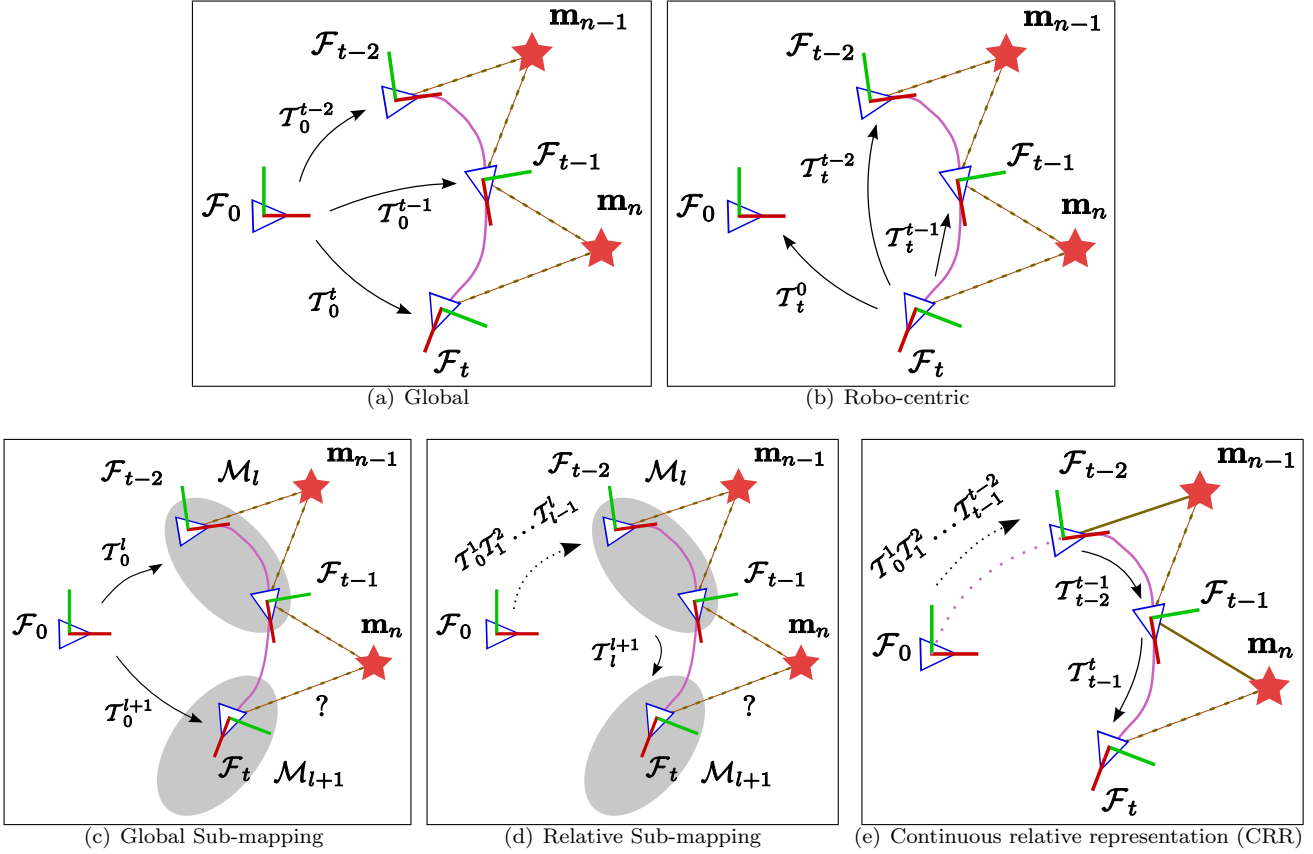 m_{n−1}
F_{t−2}
T_0^{t−2}
F_{t−1}
F_0
T_0^{t−1}
m_n
T_0^t
F_t
(a) Global
m_{n−1}
F_{t−2}
T_t^{t−2}
F_{t−1}
F_0
m_n
T_t^{t−1}
T_t^0
F_t
(b) Robo-centric
F_{t−2}
M_l
m_{n−1}
T_0^l
F_{t−1}
F_0
m_n
T_0^{l+1}
?
F_t
M_{l+1}
(c) Global Sub-mapping
F_{t−2}
M_l
m_{n−1}
T_0^1 T_1^2 ... T_{l−1}^l
F_{t−1}
F_0
m_n
T_l^{l+1}
?
F_t
M_{l+1}
(d) Relative Sub-mapping
F_{t−2}
m_{n−1}
T_0^1 T_1^2 ... T_{t−1}^{t−2}
T_{t−2}^{t−1}
F_{t−1}
F_0
m_n
T_{t−1}^t
F_t
(e) Continuous relative representation (CRR)